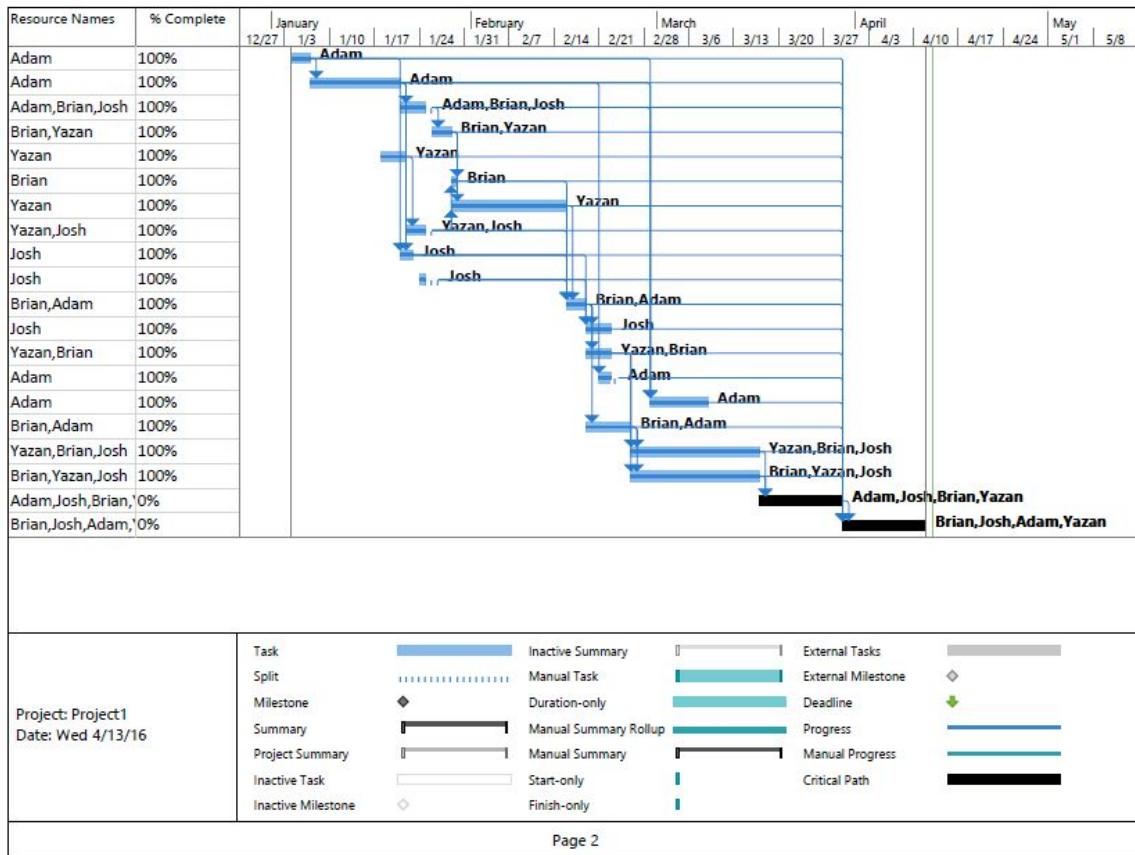 Resource Names % Complete January February March April May
12/27 1/3 1/10 1/17 1/24 1/31 2/7 2/14 2/21 2/28 3/6 3/13 3/20 3/27 4/3 4/10 4/17 4/24 5/1 5/8
Adam 100% Adam
Adam 100% Adam
Adam,Brian,Josh 100% Adam,Brian,Josh
Brian,Yazan 100% Brian,Yazan
Yazan 100% Yazan
Brian 100% Brian
Yazan 100% Yazan
Yazan,Josh 100% Yazan,Josh
Josh 100% Josh
Josh 100% Josh
Brian,Adam 100% Brian,Adam
Josh 100% Josh
Yazan,Brian 100% Yazan,Brian
Adam 100% Adam
Adam 100% Adam
Brian,Adam 100% Brian,Adam
Yazan,Brian,Josh 100% Yazan,Brian,Josh
Brian,Yazan,Josh 100% Brian,Yazan,Josh
Adam,Josh,Brian, 0% Adam,Josh,Brian,Yazan
Brian,Josh,Adam, 0% Brian,Josh,Adam,Yazan
Project: Project1
Date: Wed 4/13/16
Task Inactive Summary External Tasks
Split Manual Task External Milestone
Milestone Duration-only Deadline
Summary Manual Summary Rollup Progress
Project Summary Manual Summary Manual Progress
Inactive Task Start-only Critical Path
Inactive Milestone Finish-only
Page 2